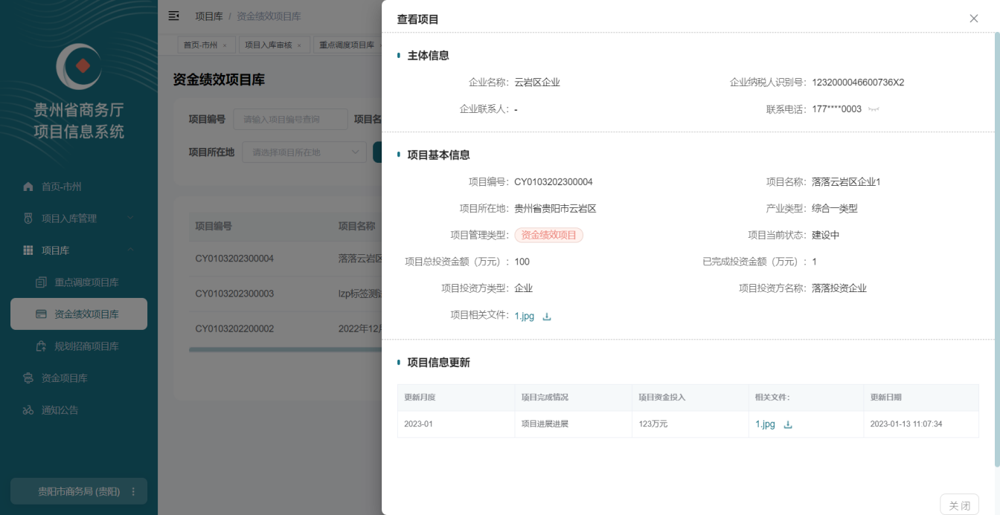 贵州省商务厅
项目信息系统
首页-市州
项目入库管理
项目库
重点调度项目库
资金绩效项目库
规划招商项目库
资金项目库
通知公告
贵阳市商务局 (贵阳)
项目库 / 资金绩效项目库
首页-市州 × 项目入库审核 × 重点调度项目库 ×
资金绩效项目库
项目编号 请输入项目编号查询 项目名
项目所在地 请选择项目所在地
项目编号 项目名称
CY0103202300004 落落云岩区
CY0103202300003 lzp标签测试
CY0103202200002 2022年12月
查看项目
主体信息
企业名称: 云岩区企业 企业纳税人识别号: 1232000046600736X2
企业联系人: - 联系电话: 177****0003
项目基本信息
项目编号: CY0103202300004 项目名称: 落落云岩区企业1
项目所在地: 贵州省贵阳市云岩区 产业类型: 综合一类型
项目管理类型: 资金绩效项目 项目当前状态: 建设中
项目总投资金额（万元）: 100 已完成投资金额（万元）: 1
项目投资方类型: 企业 项目投资方名称: 落落投资企业
项目相关文件: 1.jpg
项目信息更新
更新月度 项目完成情况 项目资金投入 相关文件: 更新日期
2023-01 项目进展进展 123万元 1.jpg 2023-01-13 11:07:34
关 闭